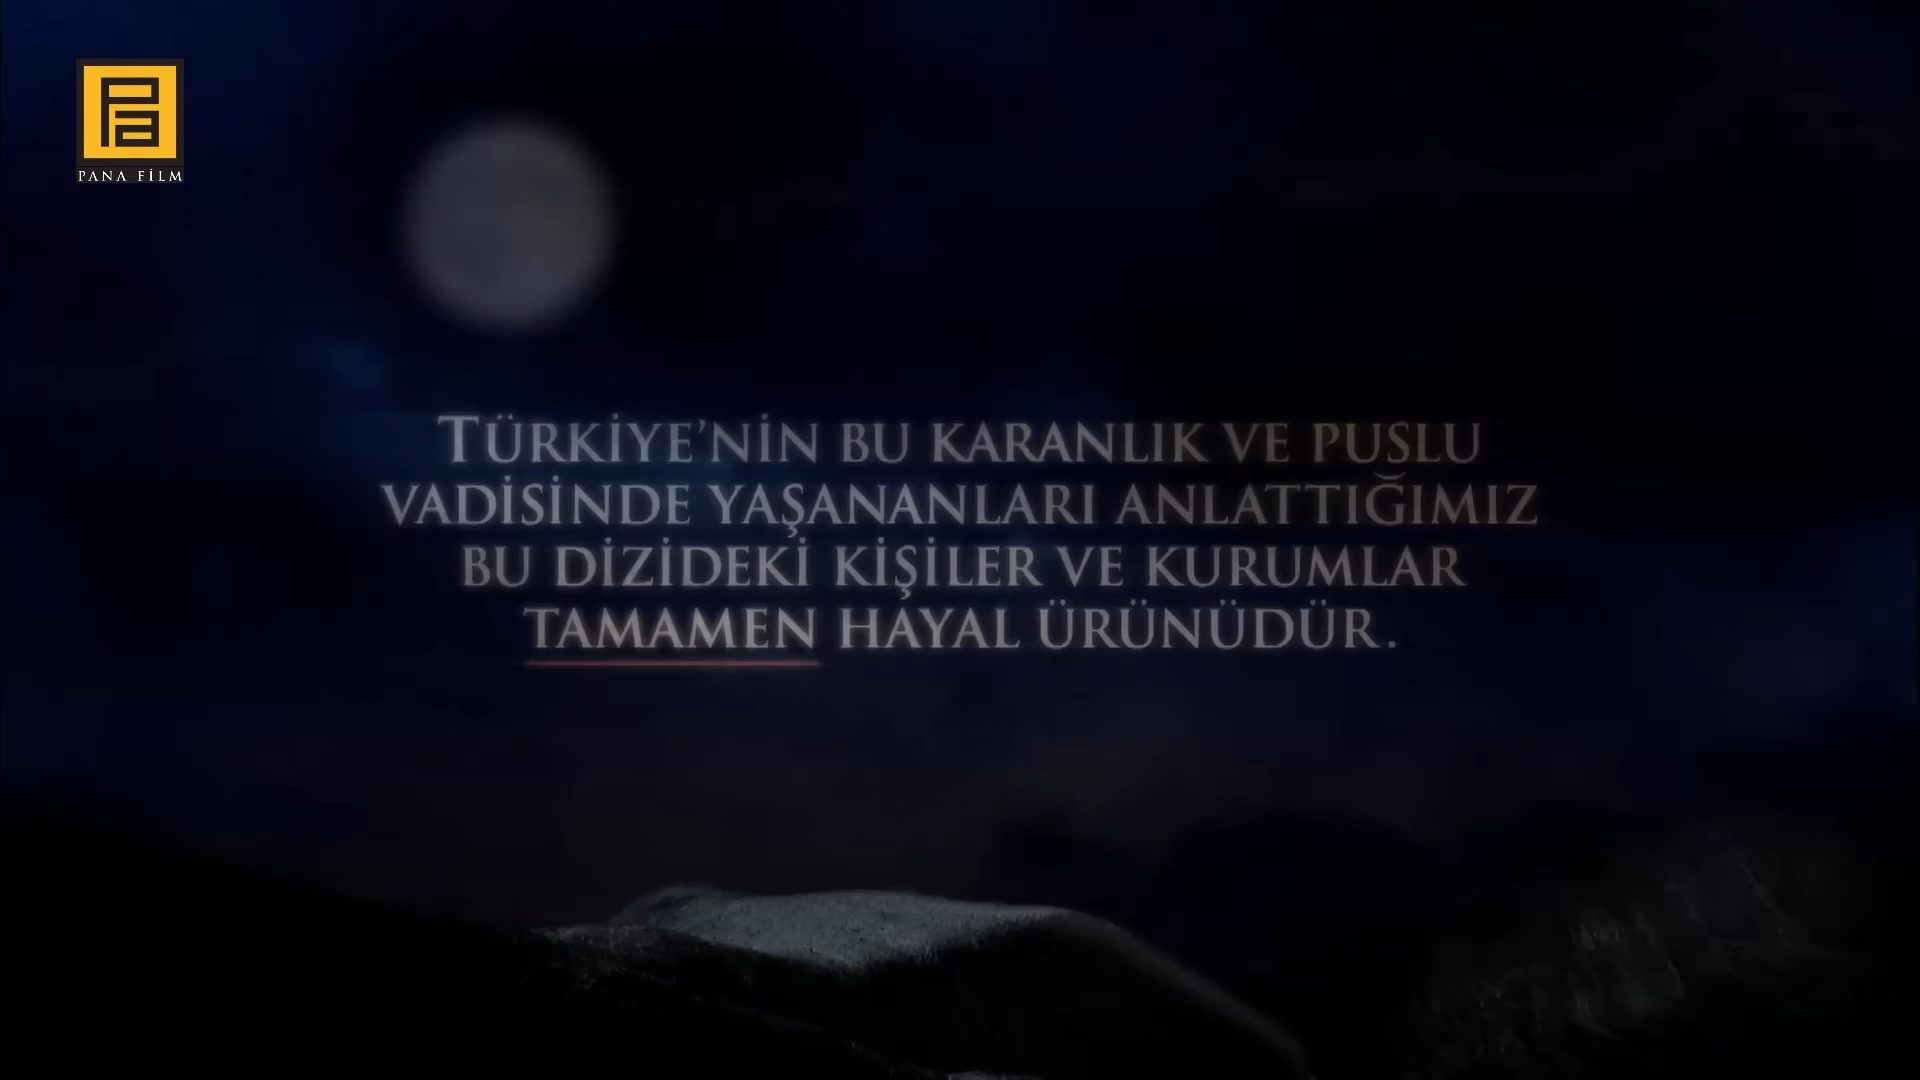 PANA FİLM
TÜRKİYE'NİN BU KARANLIK VE PUSLU
VADİSİNDE YAŞANANLARI ANLATTIĞIMIZ
BU DİZİDEKİ KİŞİLER VE KURUMLAR
TAMAMEN HAYAL ÜRÜNÜDÜR.